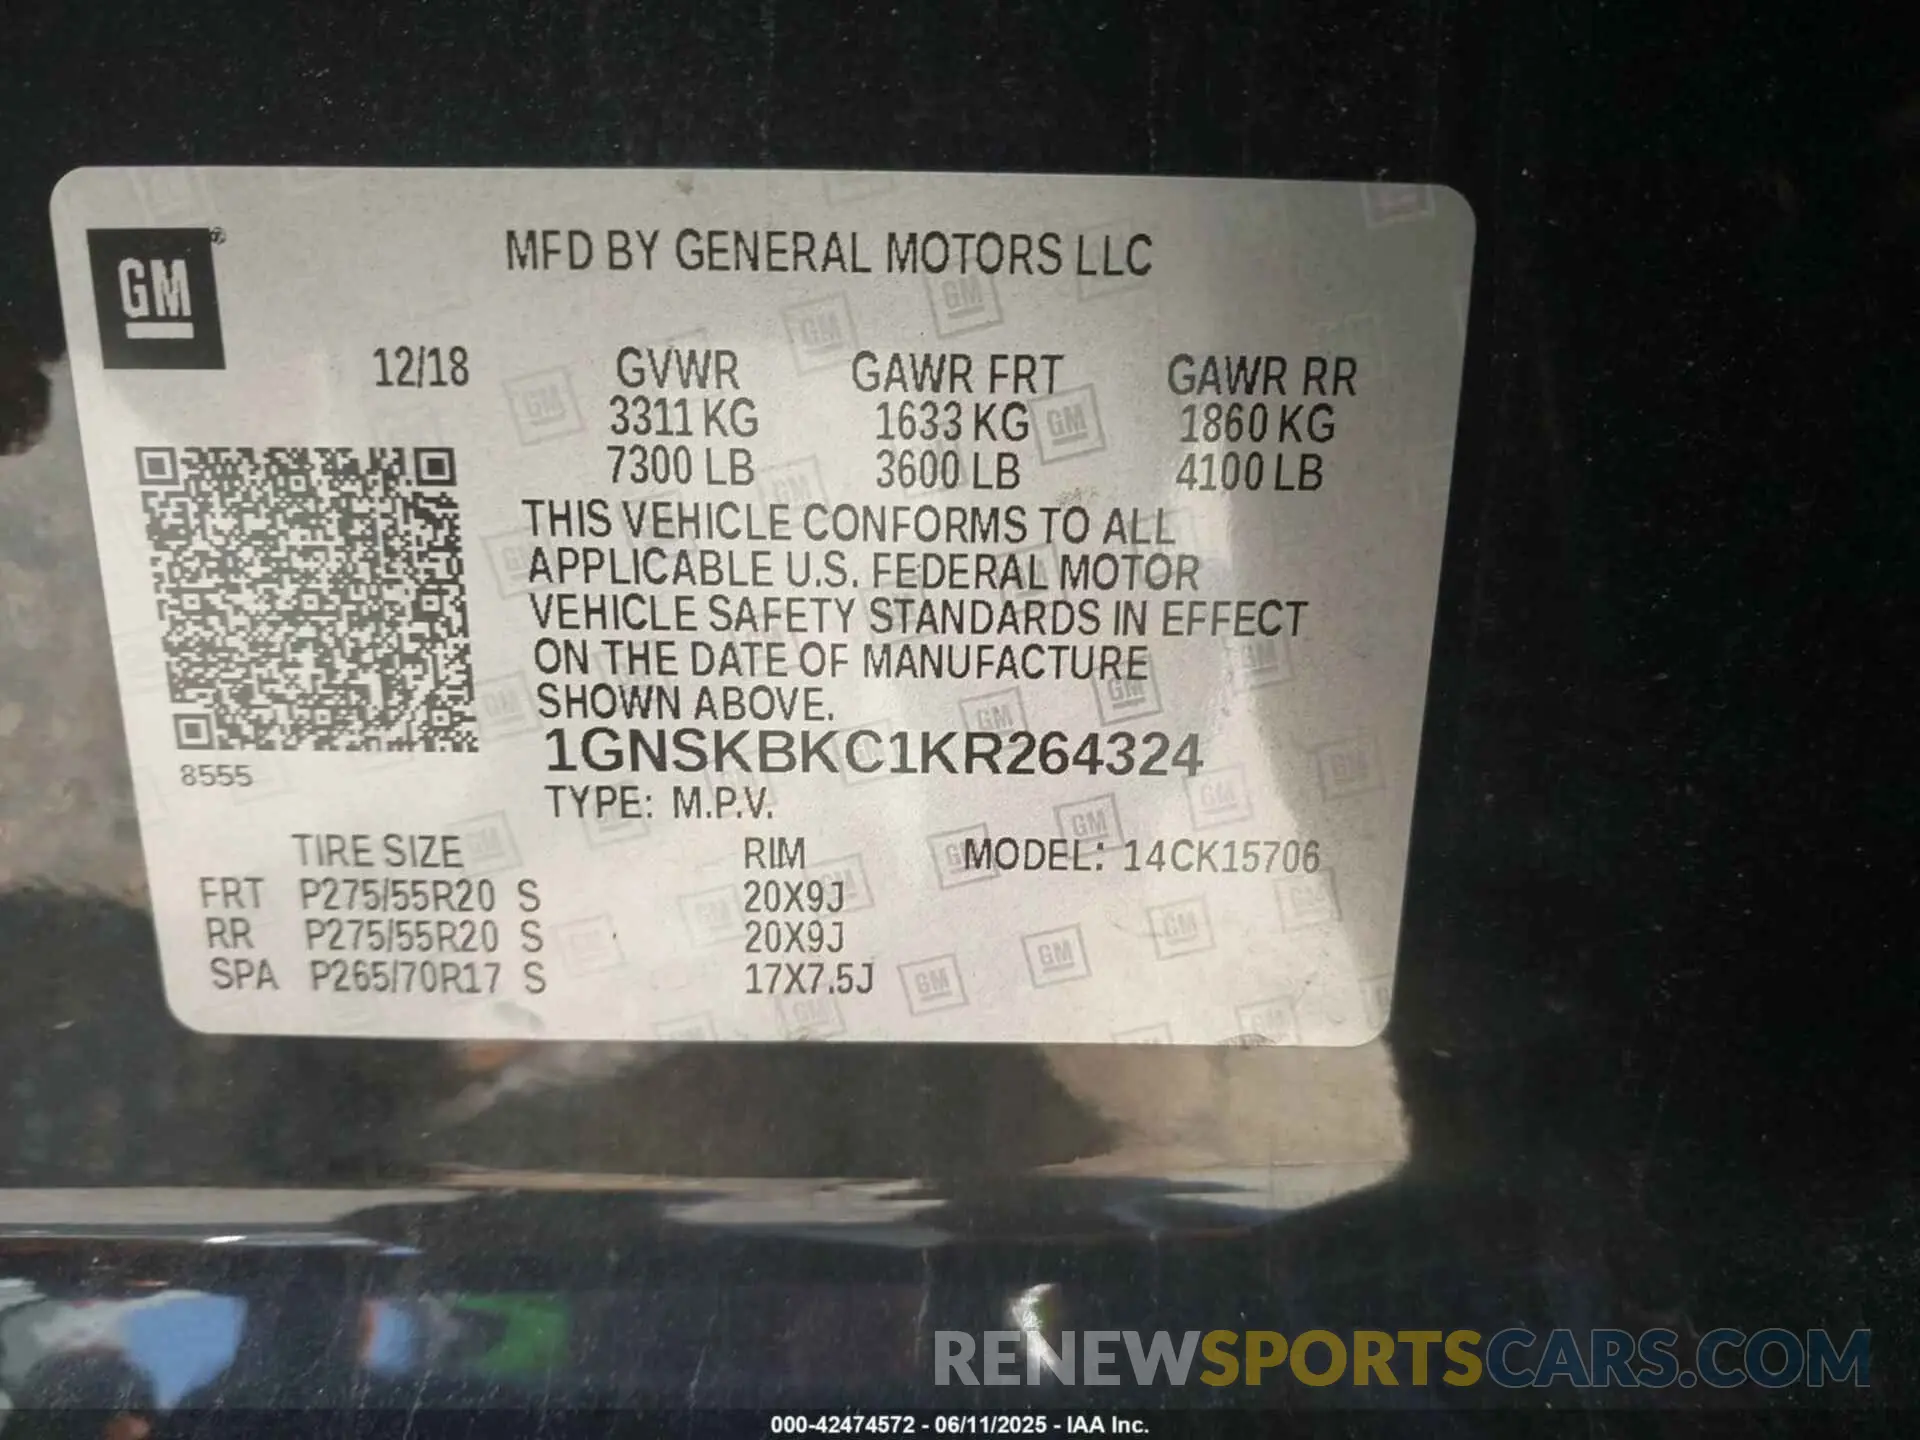 GM ®
MFD BY GENERAL MOTORS LLC
12/18 GVWR GAWR FRT GAWR RR
3311 KG 1633 KG 1860 KG
7300 LB 3600 LB 4100 LB
THIS VEHICLE CONFORMS TO ALL
APPLICABLE U.S. FEDERAL MOTOR
VEHICLE SAFETY STANDARDS IN EFFECT
ON THE DATE OF MANUFACTURE
SHOWN ABOVE.
1GNSKBKC1KR264324
8555
TYPE: M.P.V.
TIRE SIZE RIM MODEL: 14CK15706
FRT P275/55R20 S 20X9J
RR P275/55R20 S 20X9J
SPA P265/70R17 S 17X7.5J
RENEWSPORTSCARS.COM
000-42474572 - 06/11/2025 - IAA Inc.